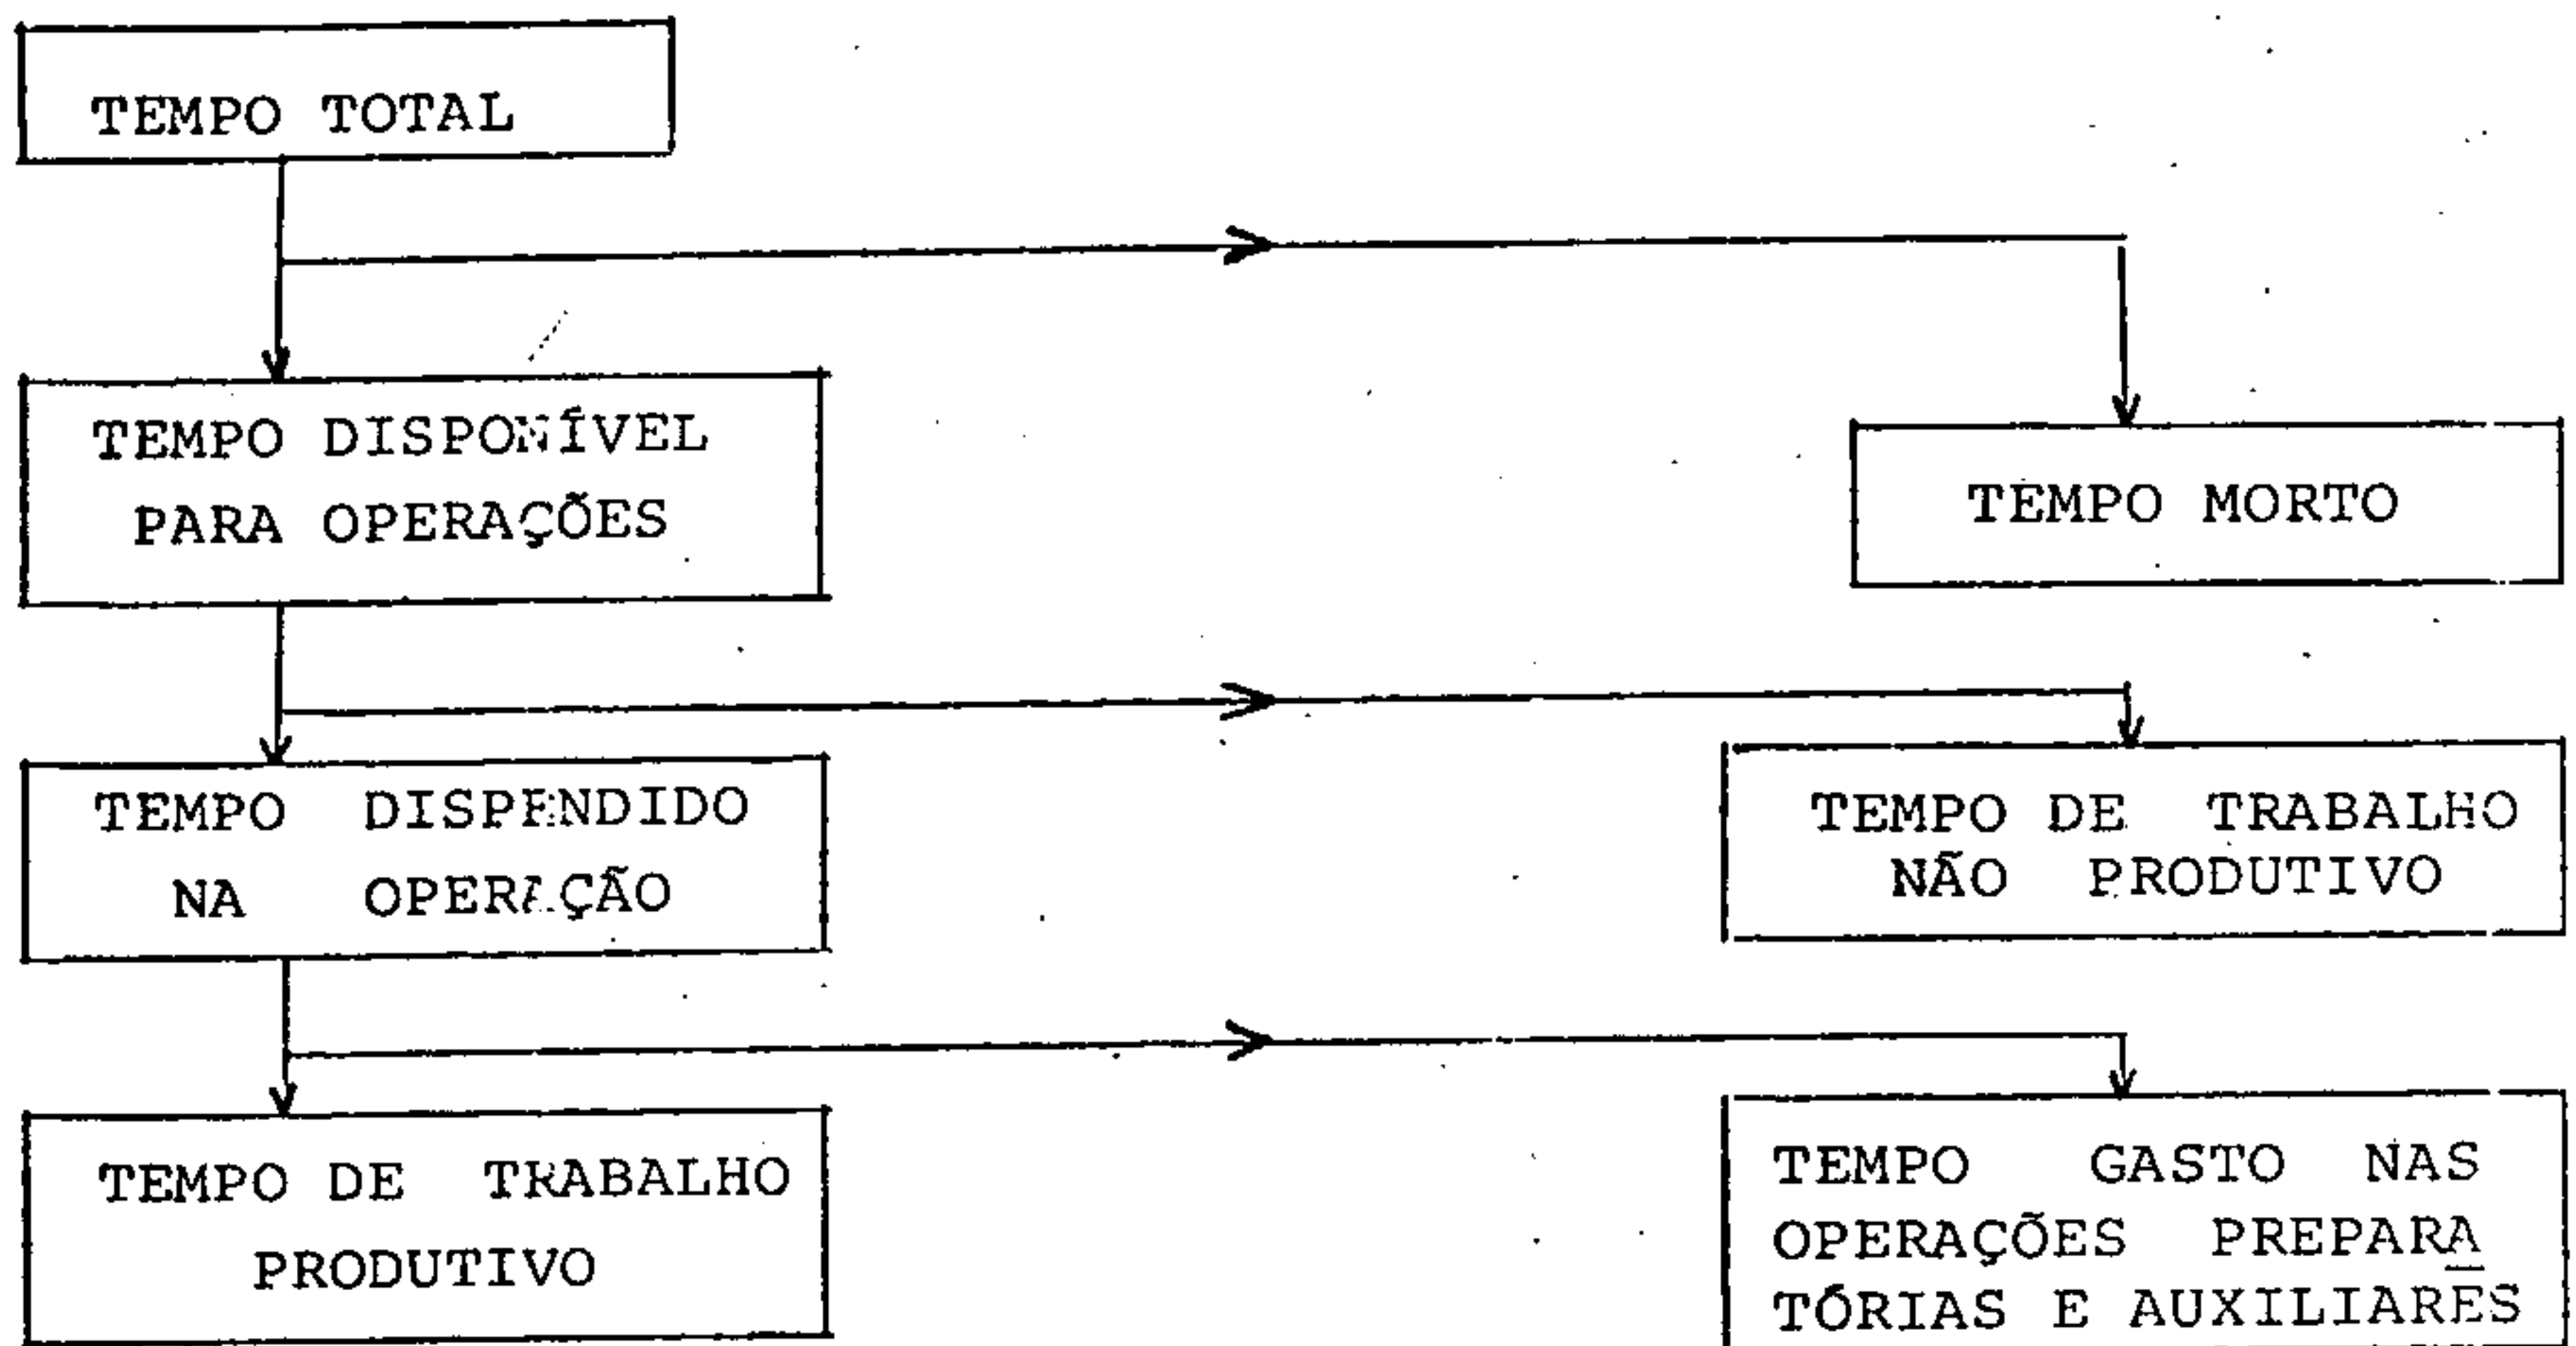 TEMPO TOTAL
TEMPO DISPONÍVEL
PARA OPERAÇÕES
TEMPO MORTO
TEMPO DISPENDIDO
NA OPERAÇÃO
TEMPO DE TRABALHO
NÃO PRODUTIVO
TEMPO DE TRABALHO
PRODUTIVO
TEMPO GASTO NAS
OPERAÇÕES PREPARA
TÓRIAS E AUXILIARES